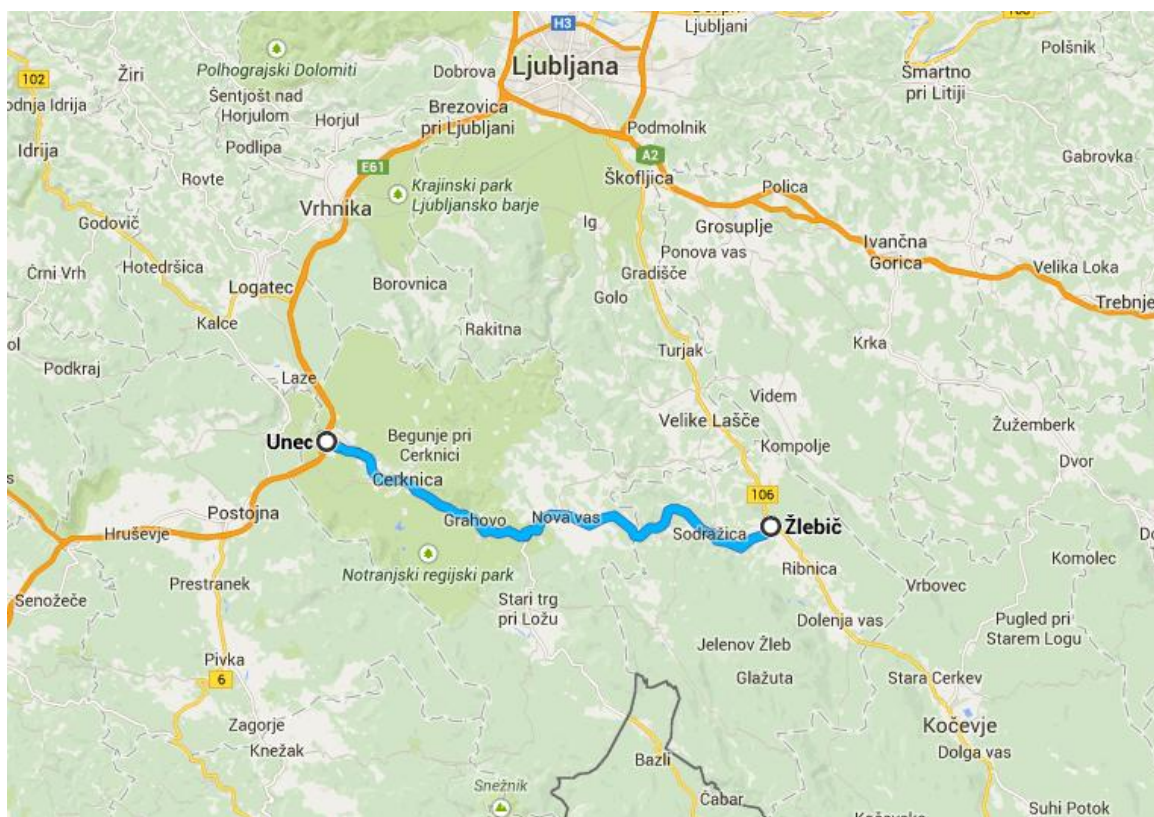 H3
Ljubljani
Polšnik
Polhograjski Dolomiti
Dobrova
Ljubljana
Žiri
102
Šmartno
pri Litiji
Šentjošt nad
Horjulom
Horjul
Brezovica
pri Ljubljani
Podmolnik
Idrija
Podlipa
E61
A2
Gabrovka
Rovte
Krajinski park
Ljubljansko barje
Škofljica
Polica
Vrhnika
Godovič
Ig
Grosuplje
Ivančna
Gorica
Ponova vas
Črni Vrh
Hotedršica
Gradišče
Velika Loka
Logatec
Borovnica
Golo
Trebnje
Kalce
Rakitna
Krka
Podkraj
Turjak
Laze
Videm
Velike Lašče
Žužemberk
Unec
Begunje pri
Cerknici
Kompolje
Dvor
Cerknica
106
Postojna
Grahovo
Nova vas
Žlebič
Hruševje
Sodražica
Notranjski regijski park
Ribnica
Komolec
Prestranek
Vrbovec
Senožeče
Stari trg
pri Ložu
Dolenja vas
Pugled pri
Starem Logu
Jelenov Žleb
Pivka
6
Glažuta
Stara Cerkev
Zagorje
Kočevje
Knežak
Dolga vas
Bazli
Snežnik
Čabar
Suhi Potok